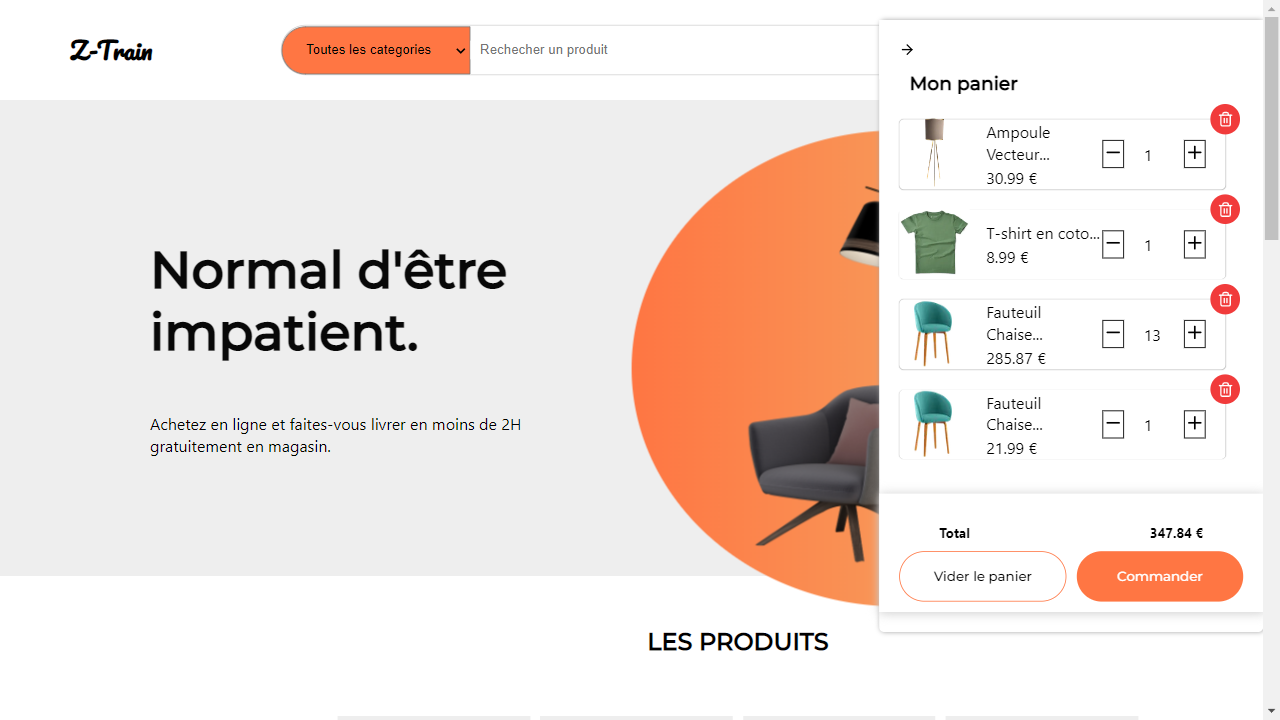 Z-Train
Toutes les categories
Rechecher un produit
Normal d'être
impatient.
Achetez en ligne et faites-vous livrer en moins de 2H
gratuitement en magasin.
LES PRODUITS
Mon panier
Ampoule
Vecteur...
30.99 €
1
T-shirt en coto...
8.99 €
1
Fauteuil
Chaise...
285.87 €
13
Fauteuil
Chaise...
21.99 €
1
Total 347.84 €
Vider le panier
Commander